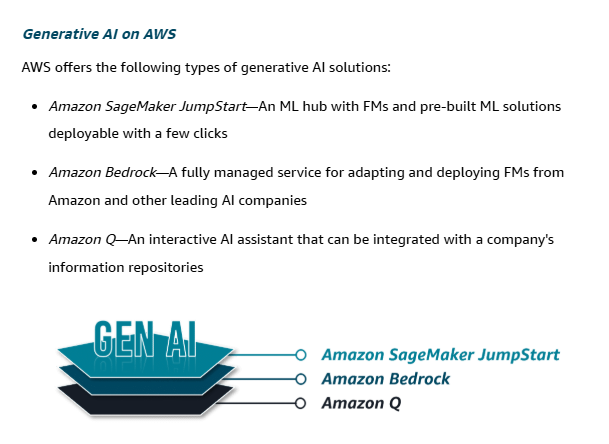 Generative AI on AWS
AWS offers the following types of generative AI solutions:
• Amazon SageMaker JumpStart—An ML hub with FMs and pre-built ML solutions
deployable with a few clicks
• Amazon Bedrock—A fully managed service for adapting and deploying FMs from
Amazon and other leading AI companies
• Amazon Q—An interactive AI assistant that can be integrated with a company's
information repositories
GEN AI
Amazon SageMaker JumpStart
Amazon Bedrock
Amazon Q